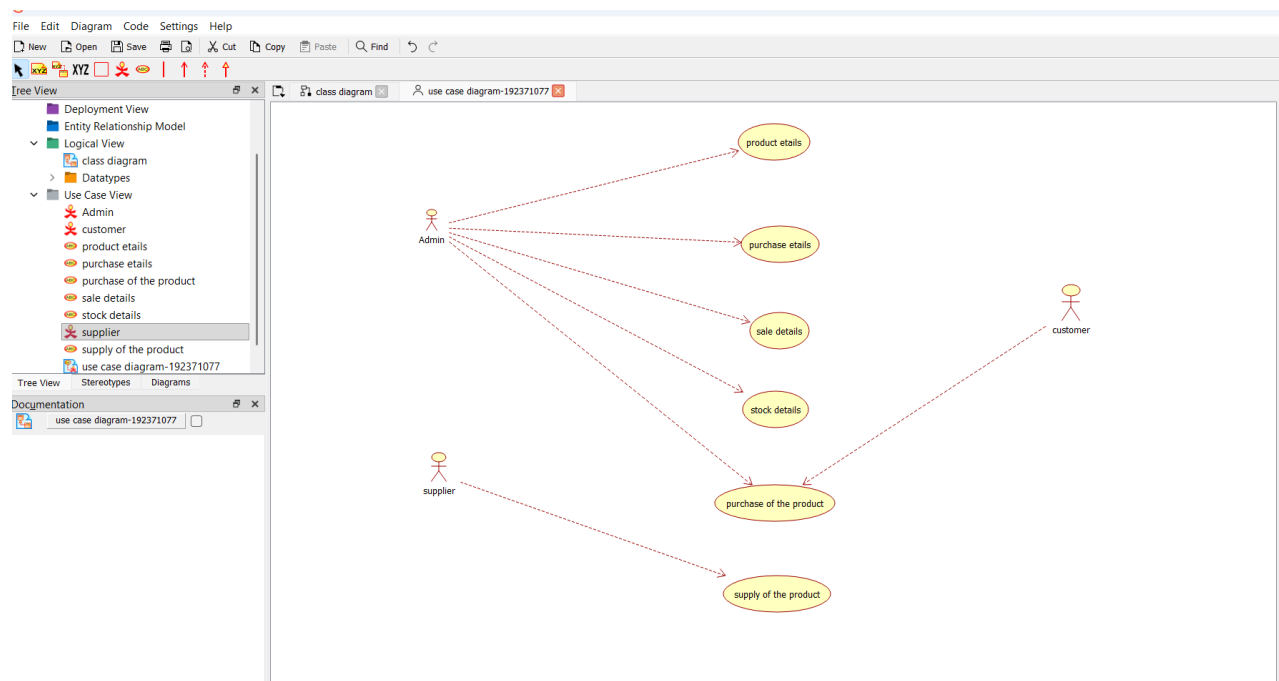 File Edit Diagram Code Settings Help
New Open Save Cut Copy Paste Find
XYZ XYZ
Tree View
class diagram use case diagram-192371077
Deployment View
Entity Relationship Model
Logical View
class diagram
Datatypes
Use Case View
Admin
customer
product etails
purchase etails
purchase of the product
sale details
stock details
supplier
supply of the product
use case diagram-192371077
Tree View Stereotypes Diagrams
Documentation
use case diagram-192371077
product etails
Admin
purchase etails
customer
sale details
stock details
supplier
purchase of the product
supply of the product